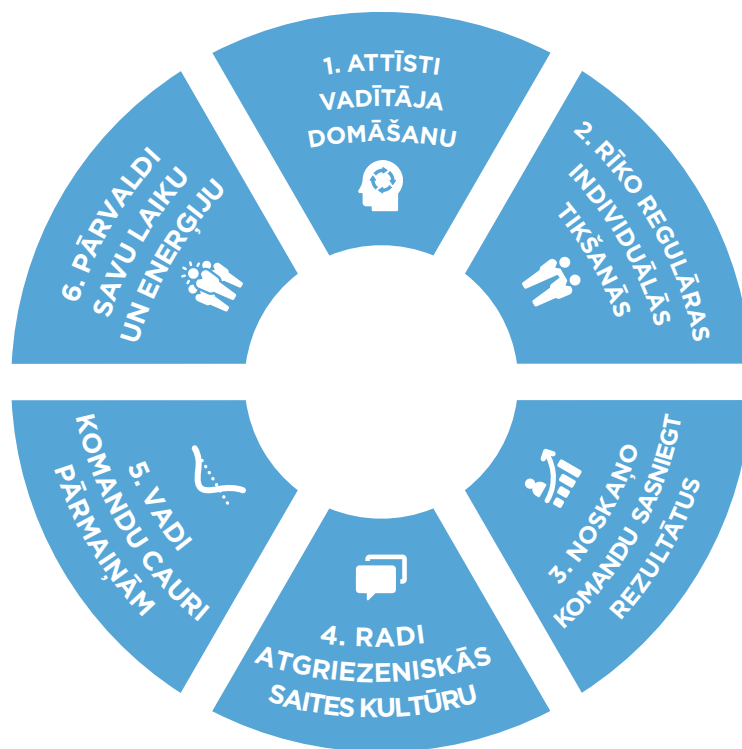 1. ATTĪSTI
VADĪTĀJA
DOMĀŠANU
2. RĪKO REGULĀRAS
INDIVIDUĀLĀS
TIKŠANĀS
3. NOSKAŅO
KOMANDU SASNIEGT
REZULTĀTUS
4. RADI
ATGRIEZENISKĀS
SAITES KULTŪRU
5. VADI
KOMANDU CAURI
PĀRMAIŅĀM
6. PĀRVALDI
SAVU LAIKU
UN ENERĢIJU